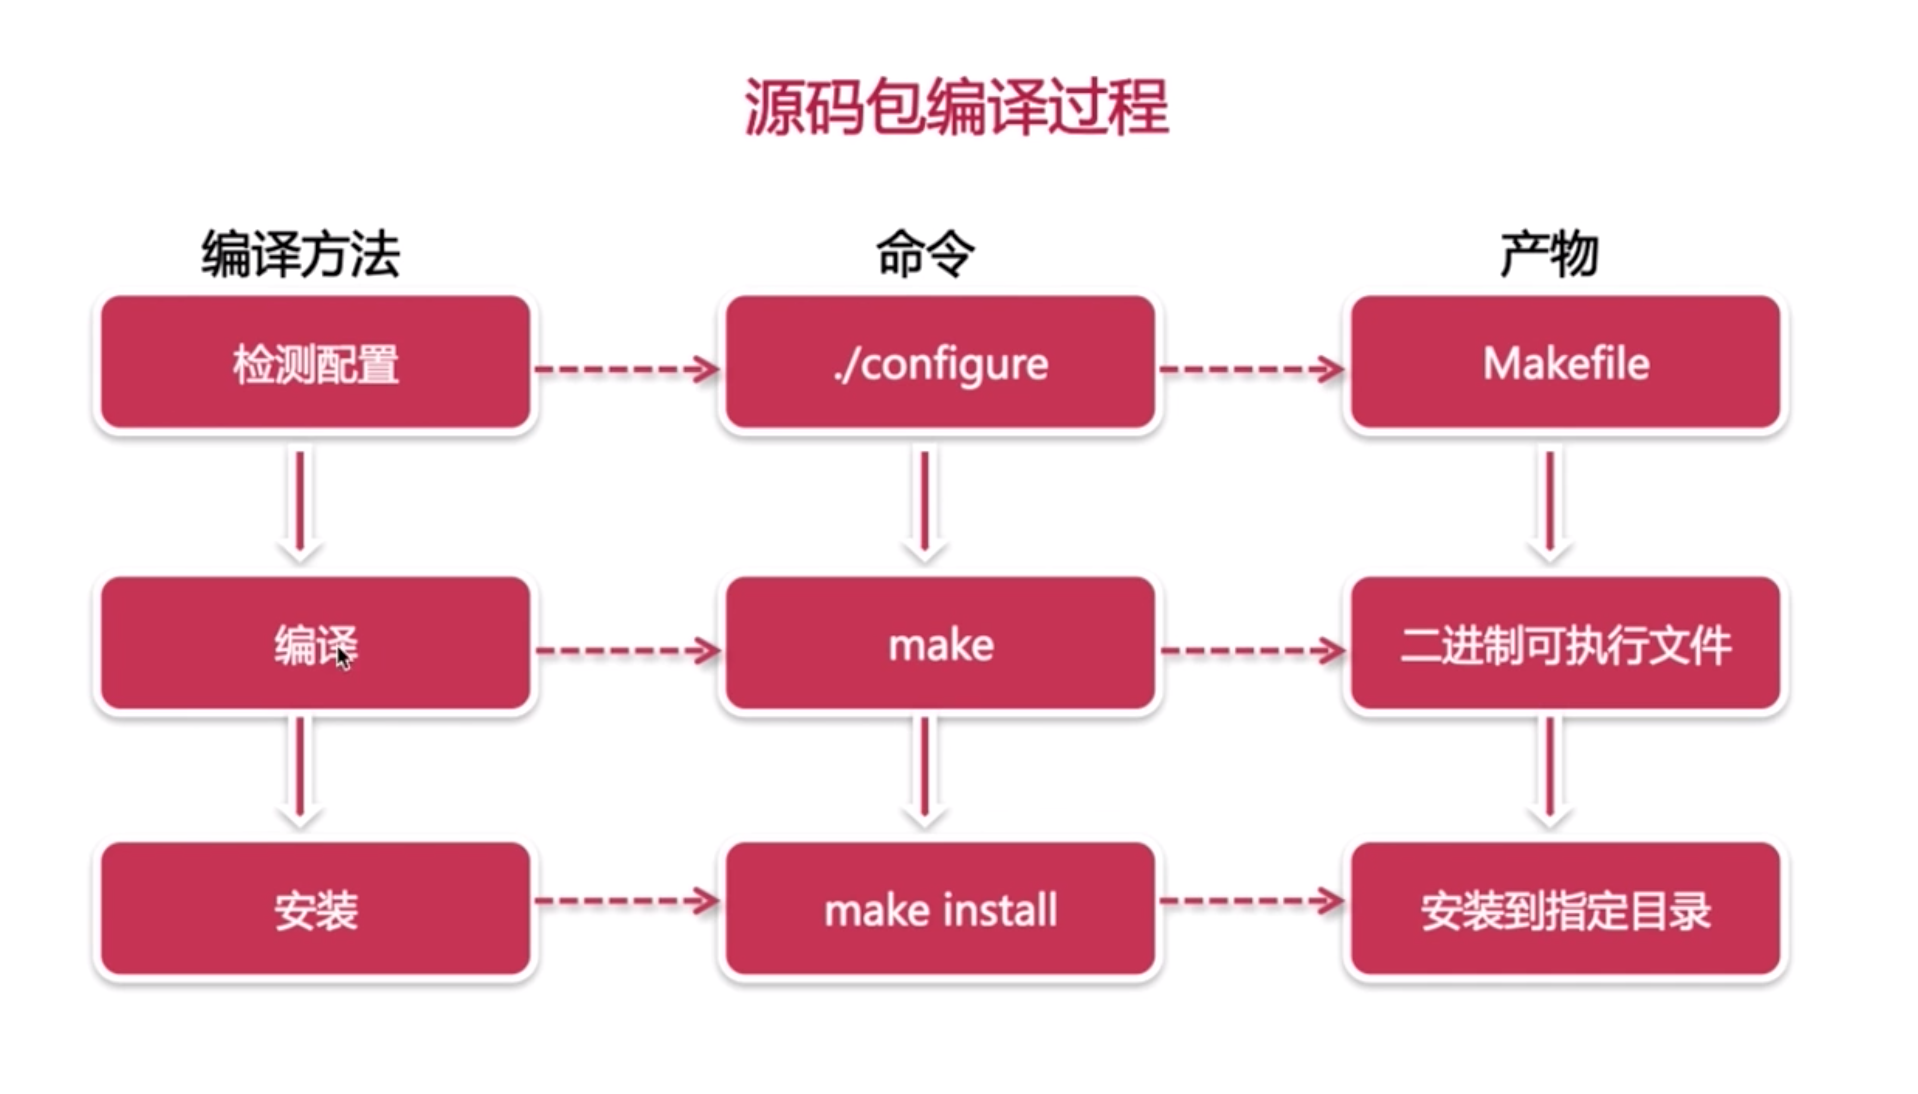 源码包编译过程
编译方法
命令
产物
检测配置
./configure
Makefile
编译
make
二进制可执行文件
安装
make install
安装到指定目录